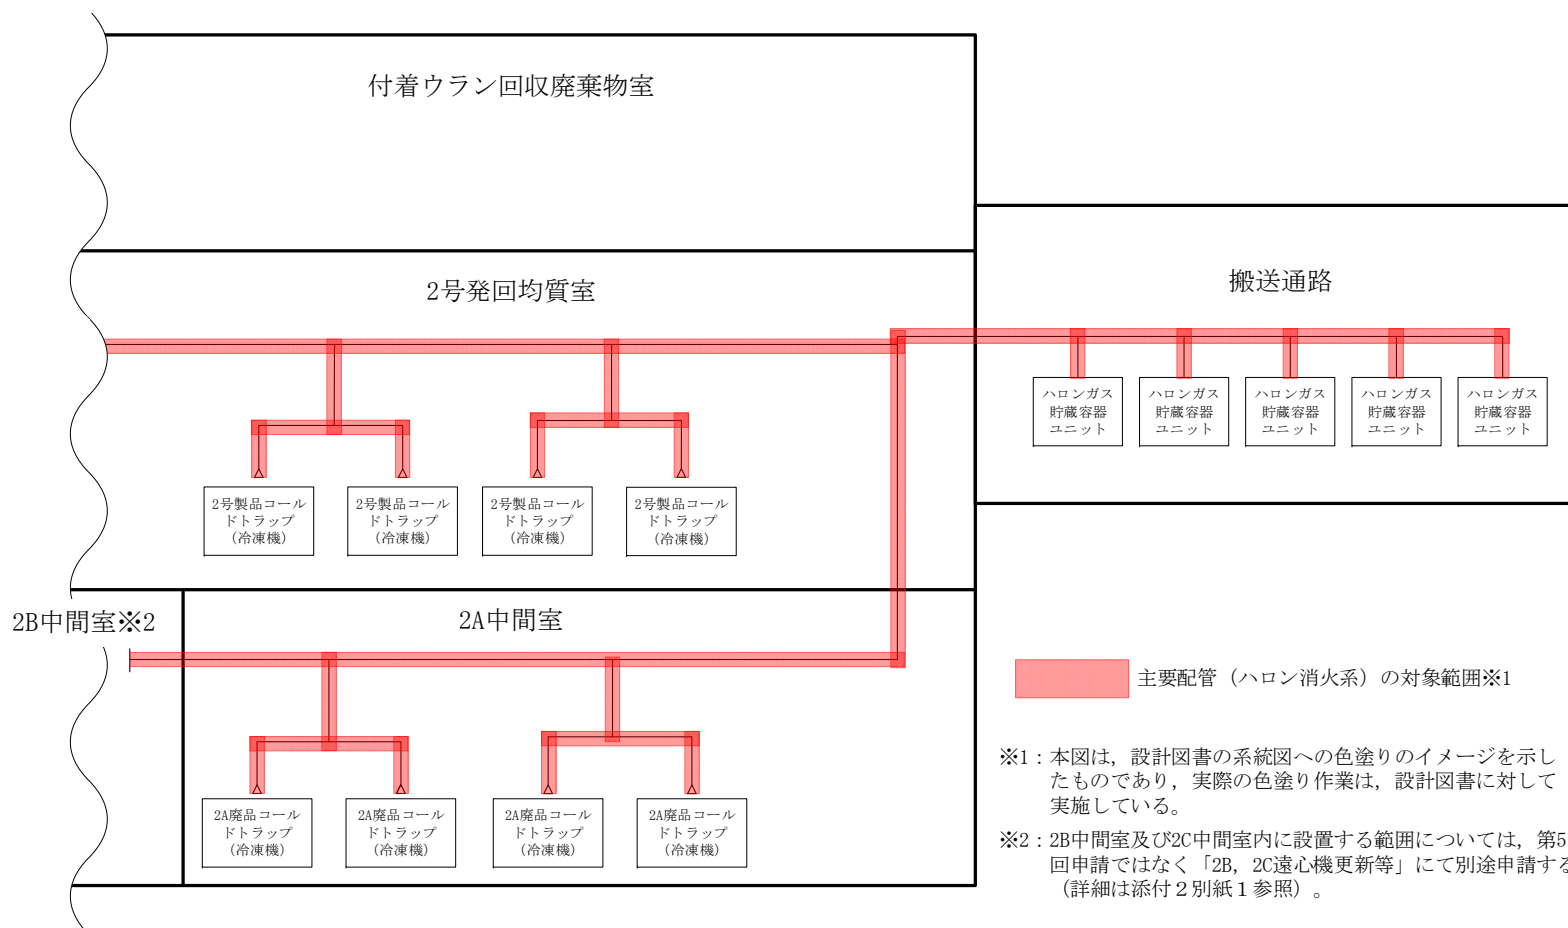 付着ウラン回収廃棄物室
2号発回均質室
搬送通路
ハロンガス
貯蔵容器
ユニット
ハロンガス
貯蔵容器
ユニット
ハロンガス
貯蔵容器
ユニット
ハロンガス
貯蔵容器
ユニット
ハロンガス
貯蔵容器
ユニット
2号製品コール
ドトラップ
(冷凍機)
2号製品コール
ドトラップ
(冷凍機)
2号製品コール
ドトラップ
(冷凍機)
2号製品コール
ドトラップ
(冷凍機)
2B中間室※2
2A中間室
2A廃品コール
ドトラップ
(冷凍機)
2A廃品コール
ドトラップ
(冷凍機)
2A廃品コール
ドトラップ
(冷凍機)
2A廃品コール
ドトラップ
(冷凍機)
主要配管（ハロン消火系）の対象範囲※1
※1：本図は，設計図書の系統図への色塗りのイメージを示し
たものであり，実際の色塗り作業は，設計図書に対して
実施している。
※2：2B中間室及び2C中間室内に設置する範囲については，第5
回申請ではなく「2B，2C遠心機更新等」にて別途申請する
（詳細は添付２別紙１参照）。